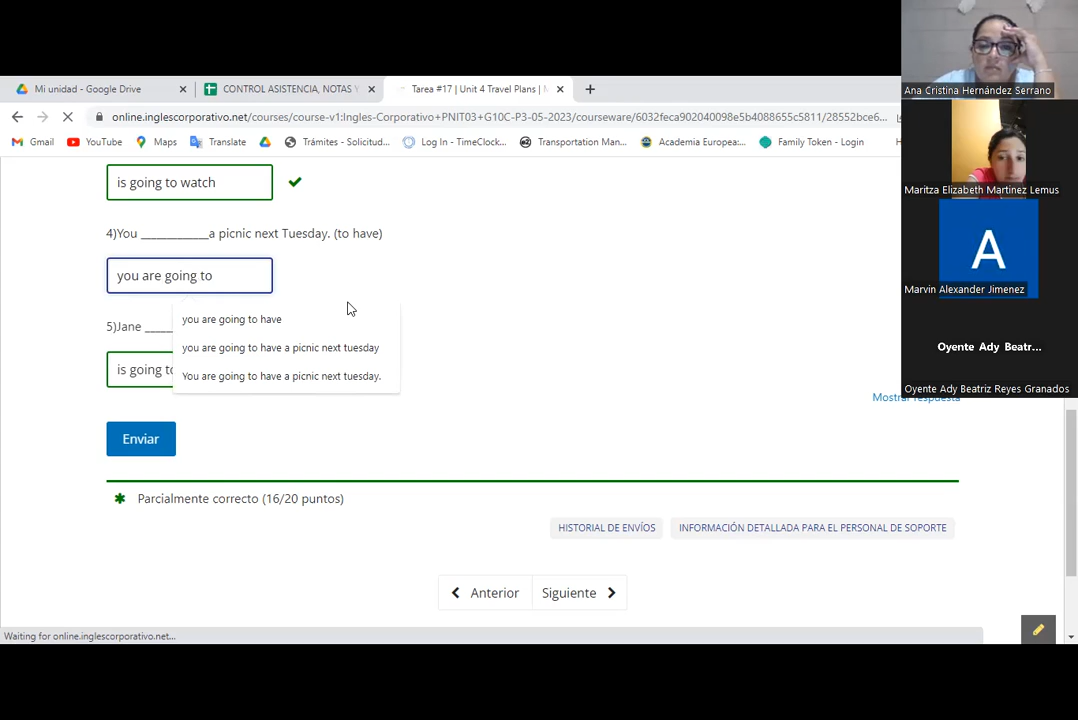 Mi unidad - Google Drive
CONTROL ASISTENCIA, NOTAS Y
Tarea #17 | Unit 4 Travel Plans |
online.inglescorporativo.net/courses/course-v1:Ingles-Corporativo+PNIT03+G10C-P3-05-2023/courseware/6032feca902040098e5b4088655c5811/28552bce6...
Gmail
YouTube
Maps
Translate
Trámites - Solicitud...
Log In - TimeClock...
Transportation Man...
Academia Europea:...
Family Token - Login
is going to watch
4)You ____________a picnic next Tuesday. (to have)
you are going to
you are going to have
5)Jane ____
you are going to have a picnic next tuesday
is going to
You are going to have a picnic next tuesday.
Mostrar respuesta
Enviar
Parcialmente correcto (16/20 puntos)
HISTORIAL DE ENVÍOS
INFORMACIÓN DETALLADA PARA EL PERSONAL DE SOPORTE
Anterior
Siguiente
Waiting for online.inglescorporativo.net...
Ana Cristina Hernández Serrano
Maritza Elizabeth Martinez Lemus
A
Marvin Alexander Jimenez
Oyente Ady Beatr...
Oyente Ady Beatriz Reyes Granados